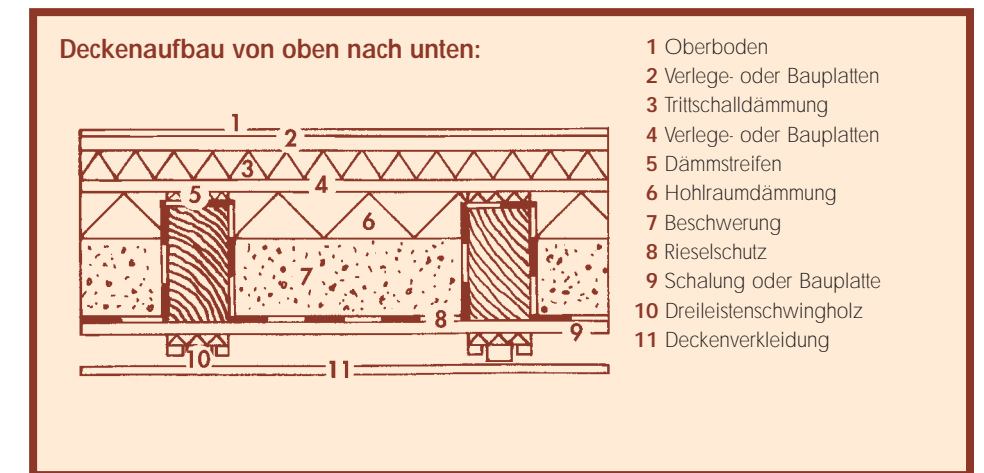 Deckenaufbau von oben nach unten:
1 Oberboden
2 Verlege- oder Bauplatten
3 Trittschalldämmung
4 Verlege- oder Bauplatten
5 Dämmstreifen
6 Hohlraumdämmung
7 Beschwerung
8 Rieselschutz
9 Schalung oder Bauplatte
10 Dreileistenschwingholz
11 Deckenverkleidung
1
2
3
4
5
6
7
8
9
10
11